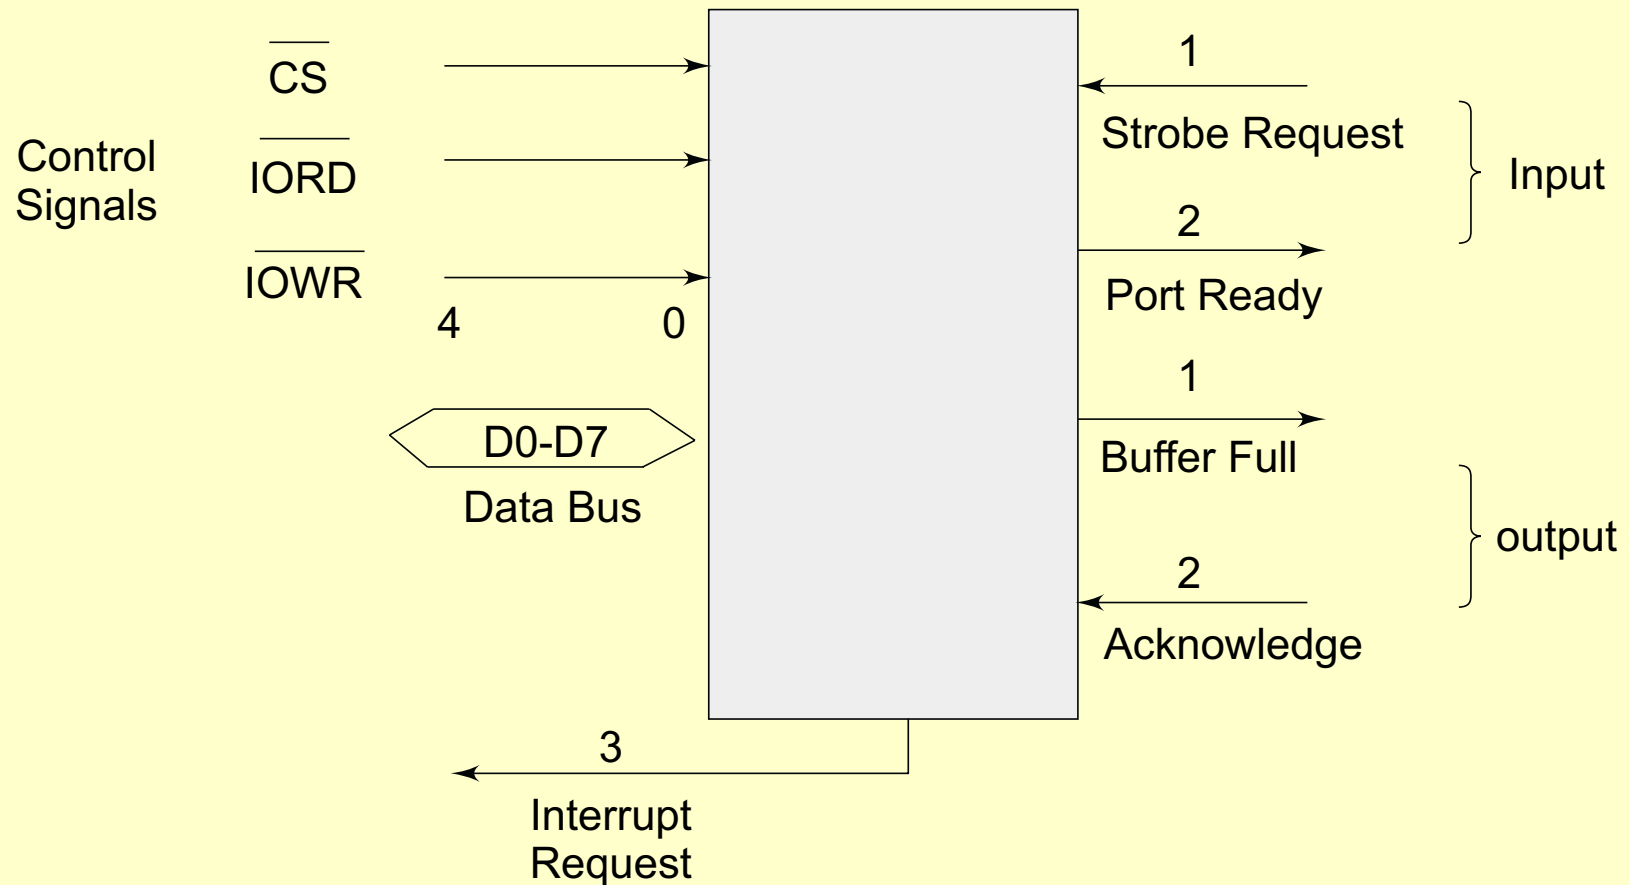 Control
Signals
CS
IORD
IOWR
4 0
D0-D7
Data Bus
1
Strobe Request
2
Port Ready
Input
1
Buffer Full
2
Acknowledge
output
3
Interrupt
Request